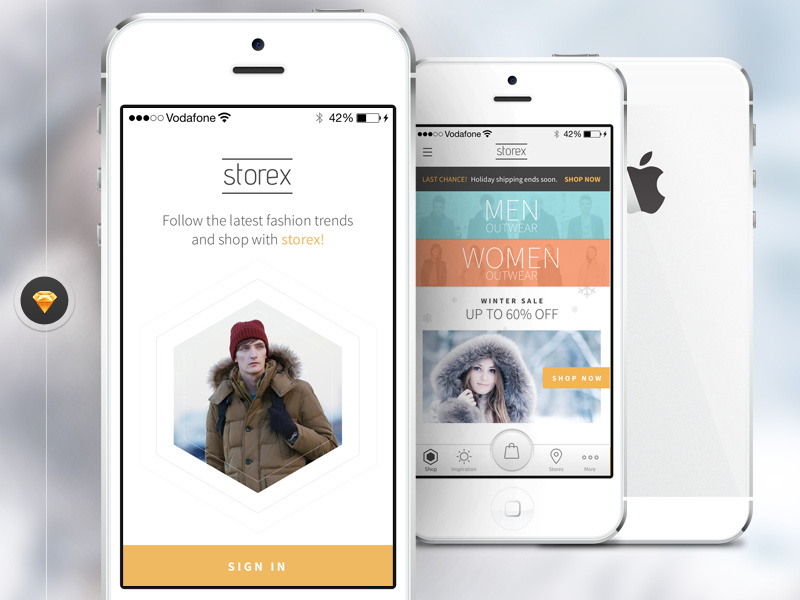 Vodafone 42%
storex
Follow the latest fashion trends
and shop with storex!
SIGN IN
Vodafone 42%
storex
LAST CHANCE! Holiday shipping ends soon. SHOP NOW
MEN
OUTWEAR
WOMEN
OUTWEAR
WINTER SALE
UP TO 60% OFF
SHOP NOW
Shop Inspiration Stores More